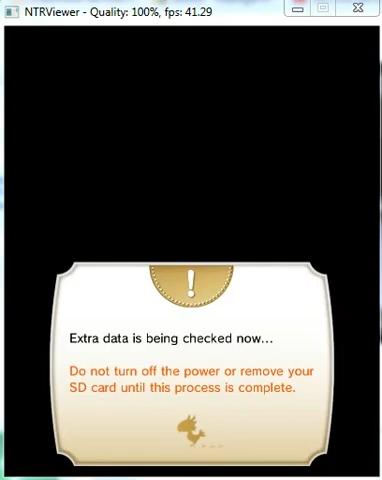 NTRViewer - Quality: 100%, fps: 41.29
!
Extra data is being checked now...
Do not turn off the power or remove your
SD card until this process is complete.